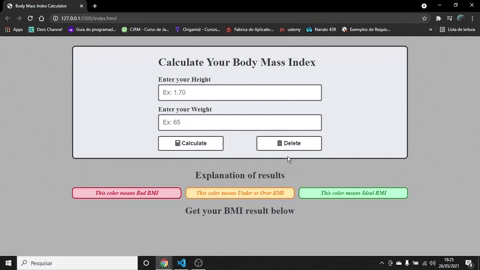 Body Mass Index Calculator
127.0.0.1:5500/index.html
Apps
Devt Channel
Guia do programad...
CJRM - Curso de Ja...
Origamid - Cursos...
Fabrica de Aplicativ...
udemy
Naruto 439
Exemplos de Requis...
Lista de leitura
Calculate Your Body Mass Index
Enter your Height
Ex: 1.70
Enter your Weight
Ex: 65
Calculate
Delete
Explanation of results
This color means Bad BMI
This color means Under or Over BMI
This color means Ideal BMI
Get your BMI result below
Pesquisar
18:25
26/05/2021